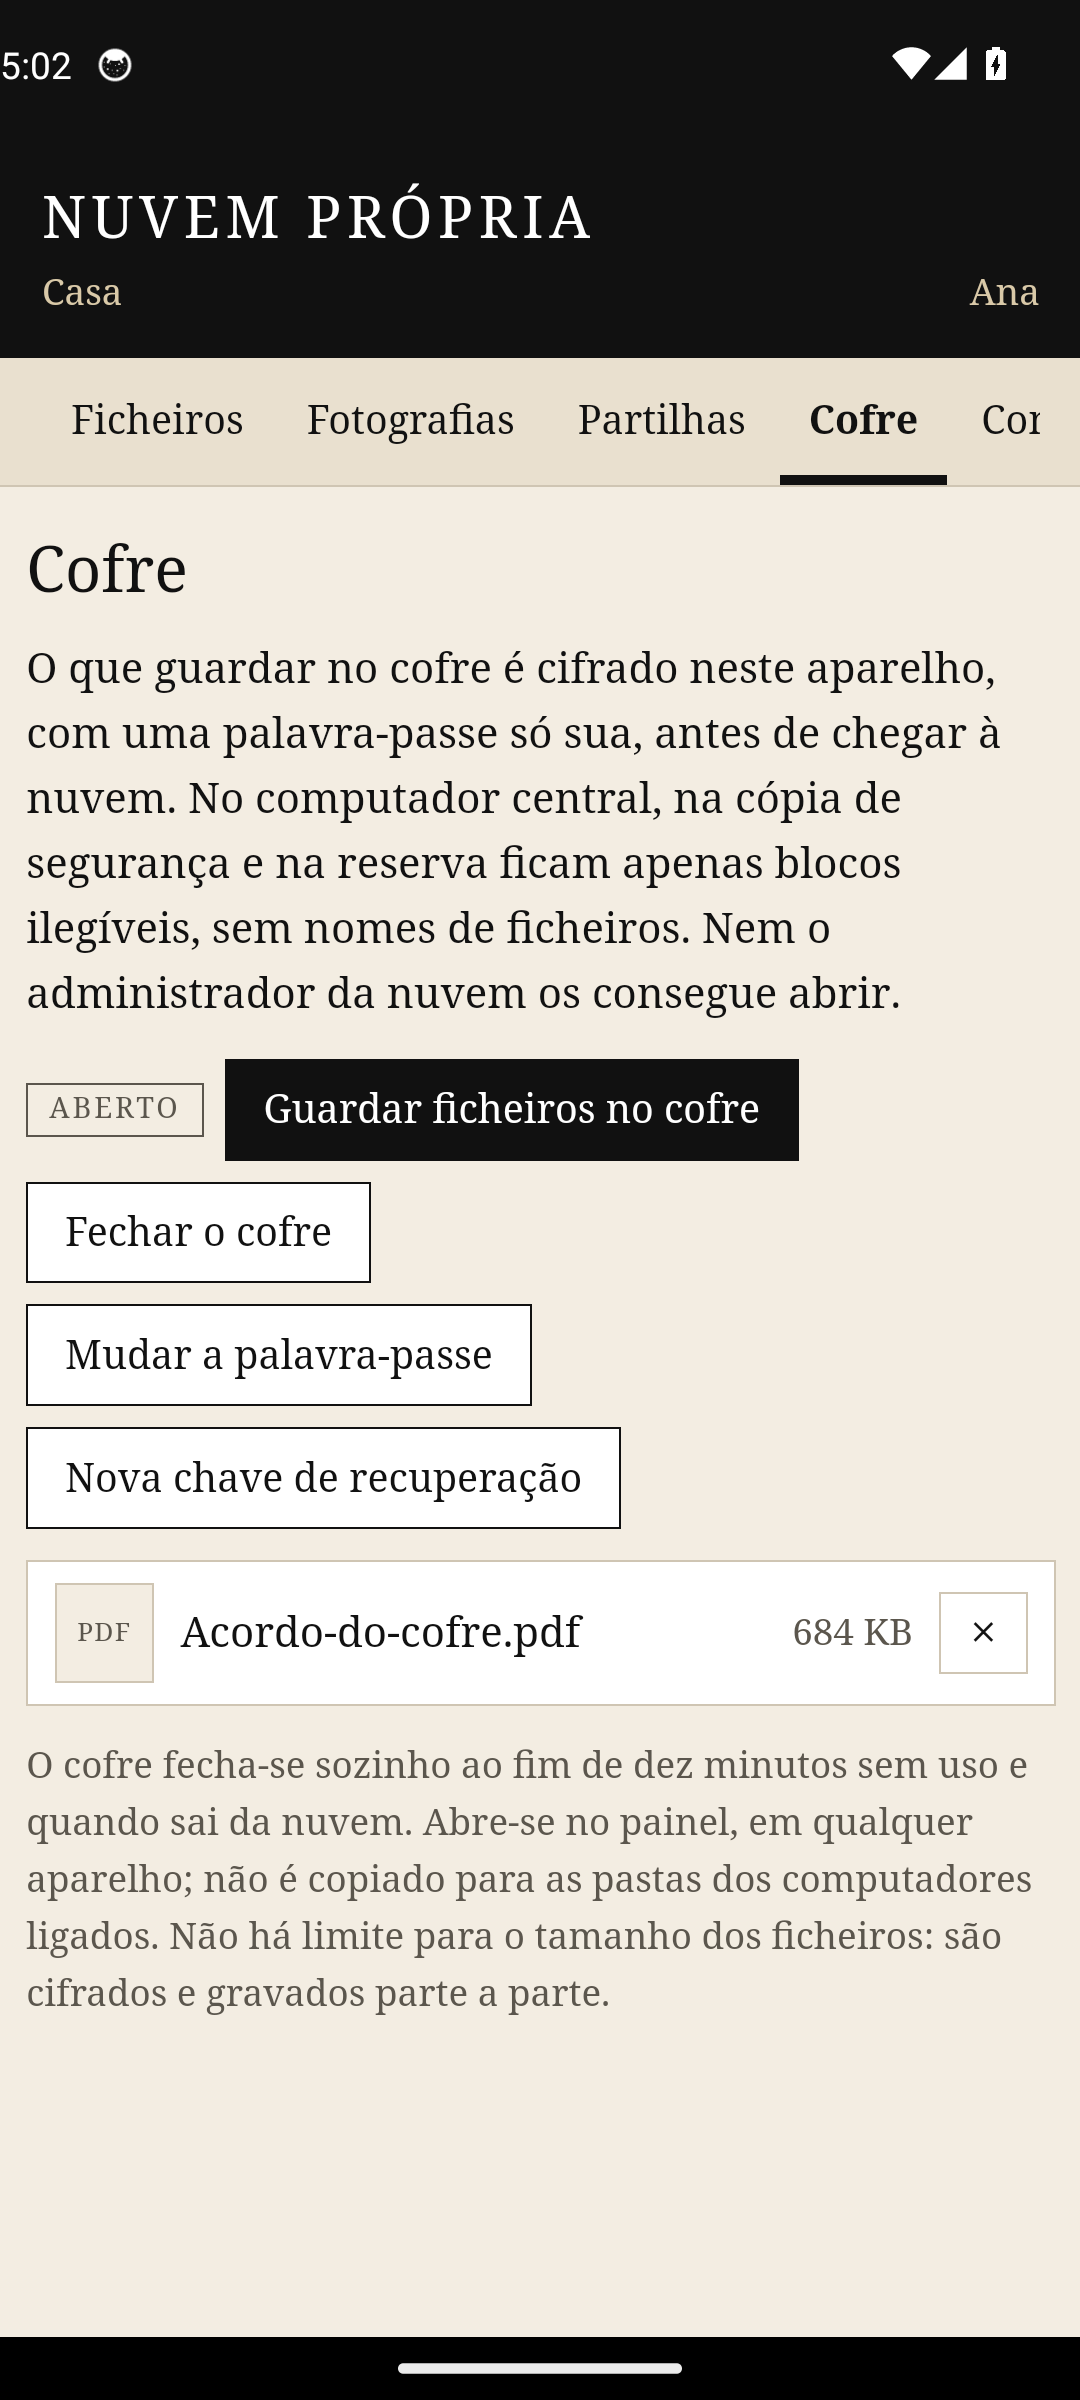 5:02
NUVEM PRÓPRIA
Casa Ana
Ficheiros Fotografias Partilhas Cofre
Cofre
O que guardar no cofre é cifrado neste aparelho,
com uma palavra-passe só sua, antes de chegar à
nuvem. No computador central, na cópia de
segurança e na reserva ficam apenas blocos
ilegíveis, sem nomes de ficheiros. Nem o
administrador da nuvem os consegue abrir.
ABERTO Guardar ficheiros no cofre
Fechar o cofre
Mudar a palavra-passe
Nova chave de recuperação
PDF Acordo-do-cofre.pdf 684 KB ×
O cofre fecha-se sozinho ao fim de dez minutos sem uso e
quando sai da nuvem. Abre-se no painel, em qualquer
aparelho; não é copiado para as pastas dos computadores
ligados. Não há limite para o tamanho dos ficheiros: são
cifrados e gravados parte a parte.